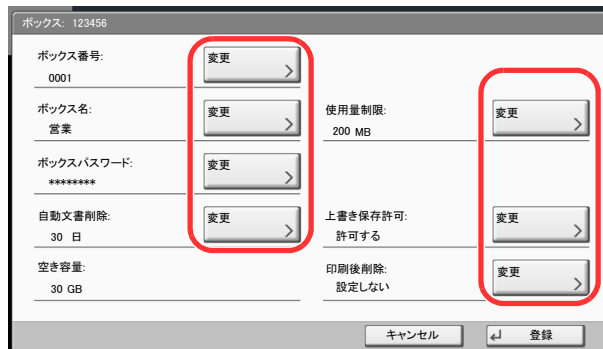 ボックス: 123456
ボックス番号:
0001
変更
ボックス名:
営業
変更
使用量制限:
200 MB
変更
ボックスパスワード:
********
変更
自動文書削除:
30 日
変更
上書き保存許可:
許可する
変更
空き容量:
30 GB
印刷後削除:
設定しない
変更
キャンセル
登録